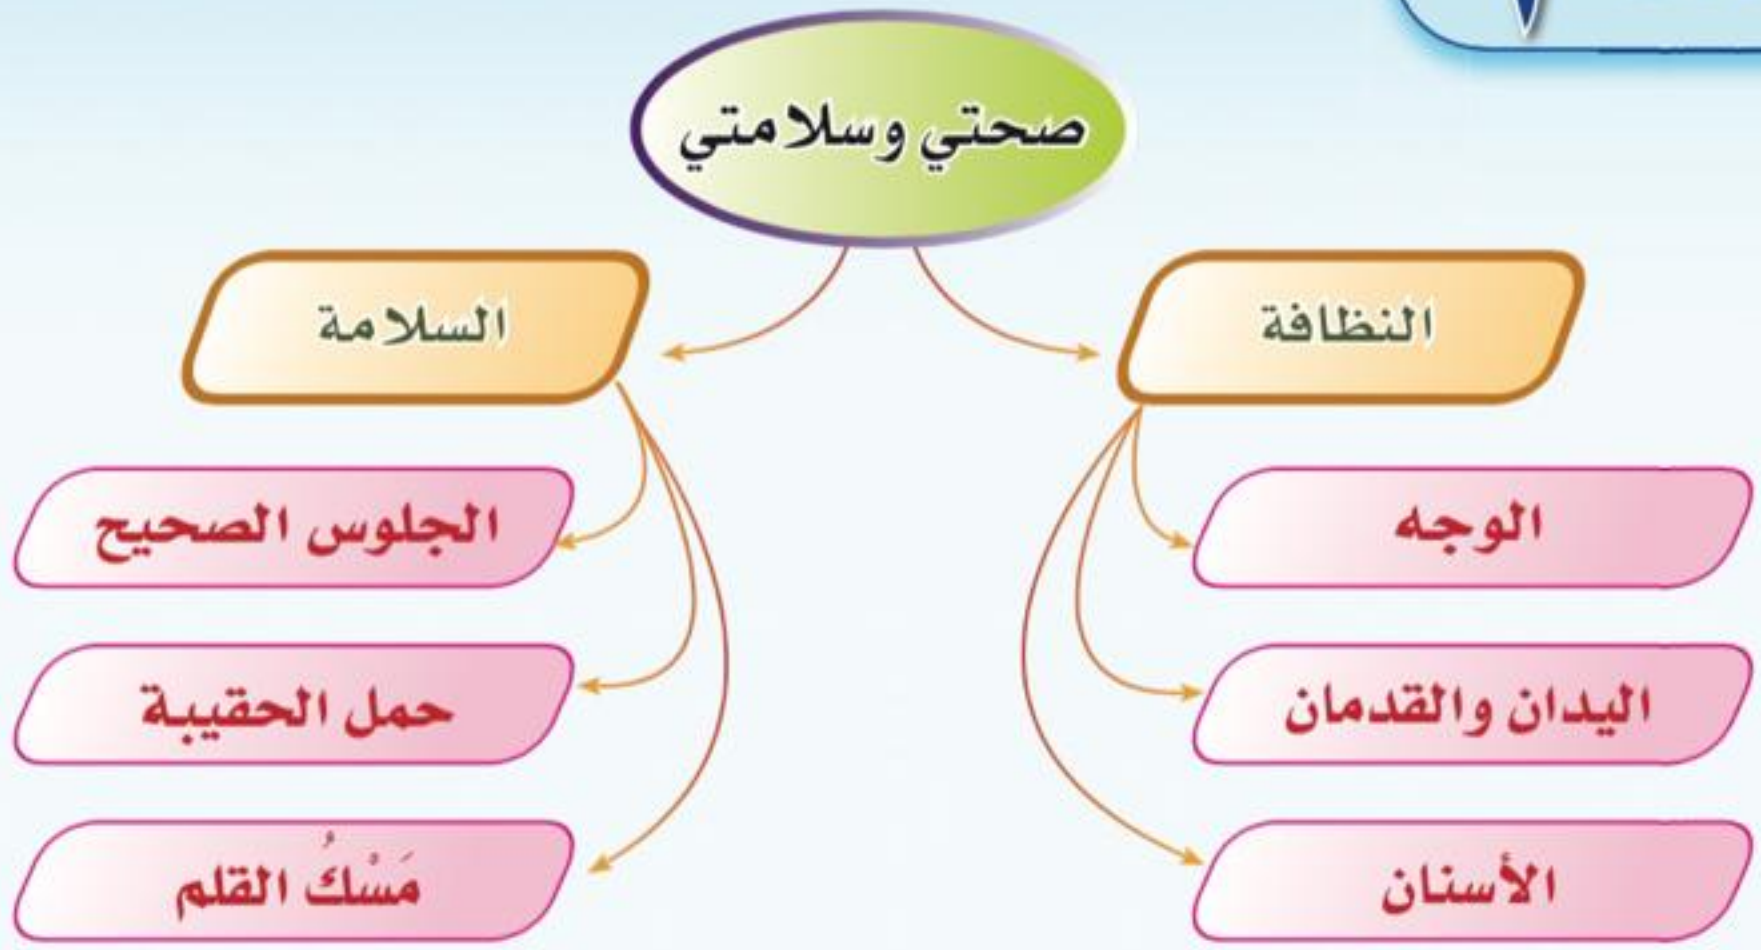 صحتي وسلامتي
النظافة
السلامة
الوجه
الجلوس الصحيح
اليدان والقدمان
حمل الحقيبة
الأسنان
مَسْكُ القلم